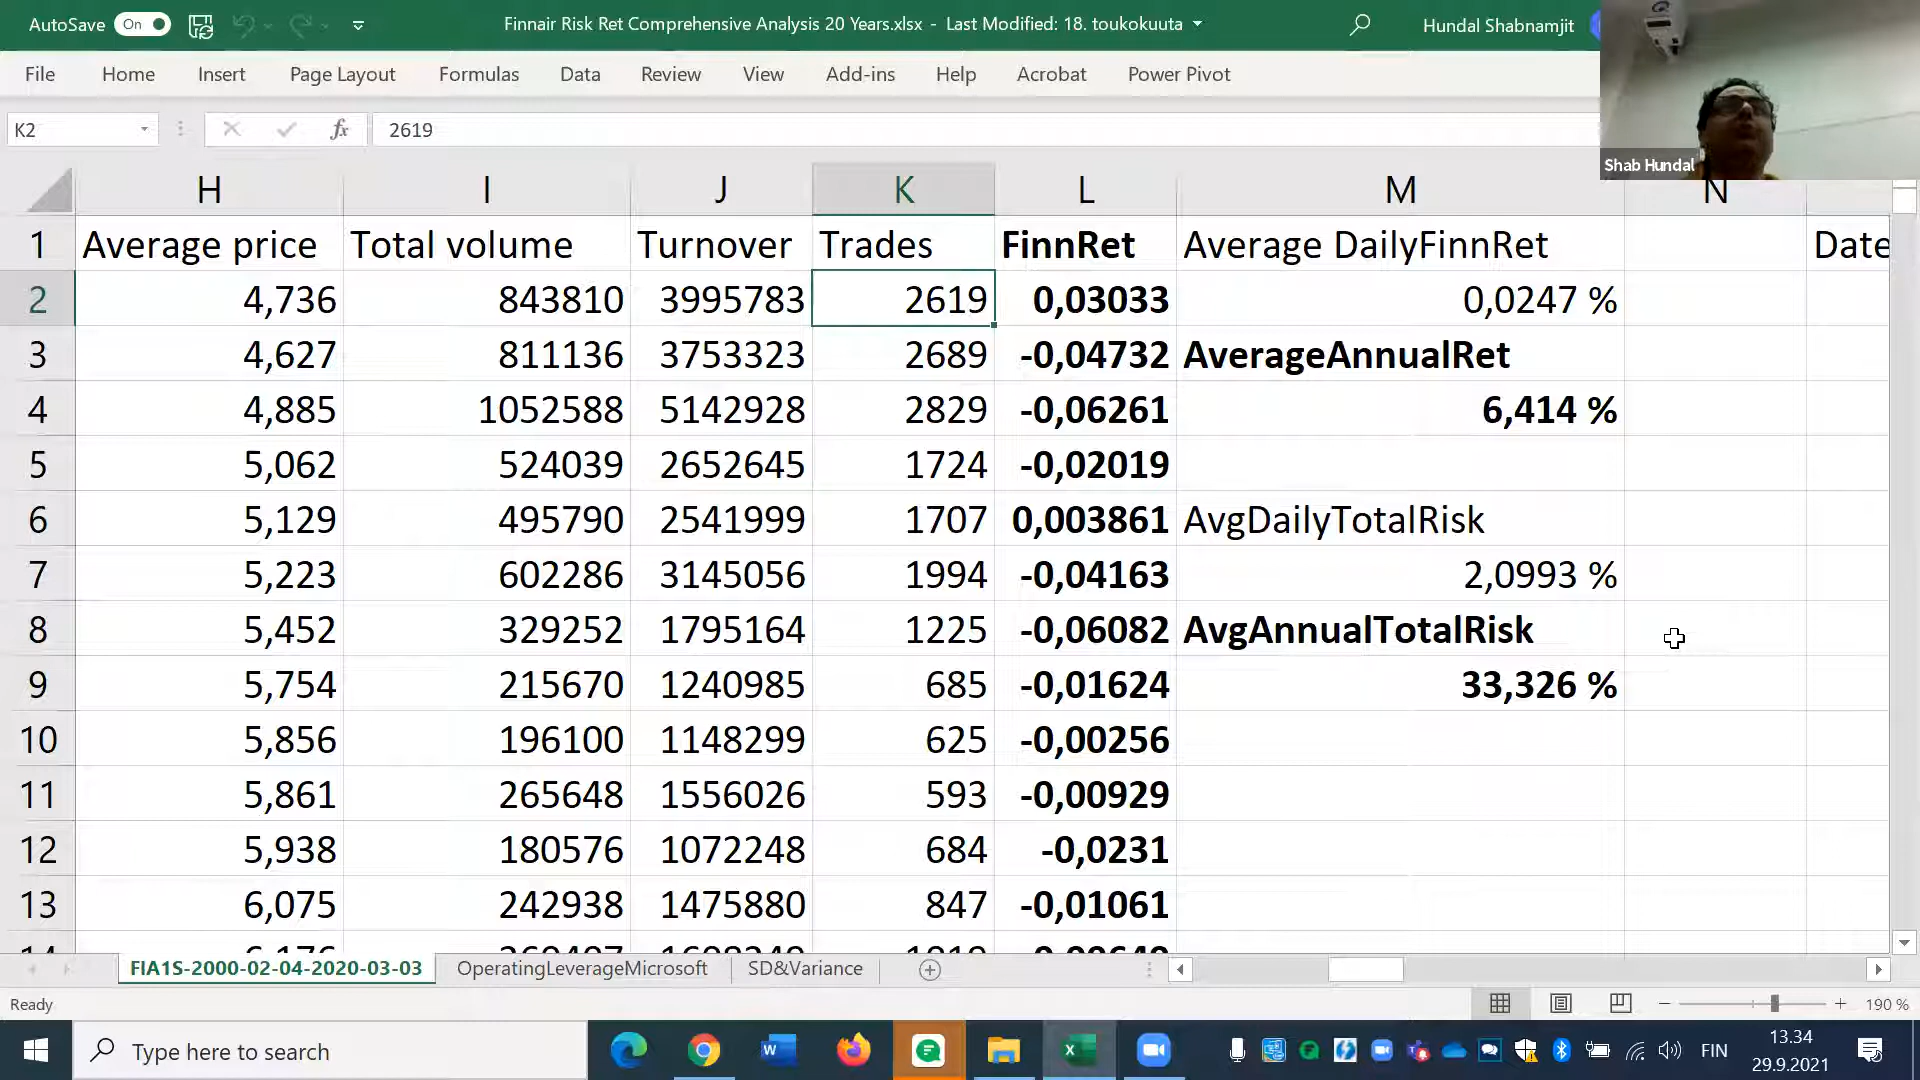 AutoSave On Finnair Risk Ret Comprehensive Analysis 20 Years.xlsx - Last Modified: 18. toukokuuta Hundal Shabnamjit
File Home Insert Page Layout Formulas Data Review View Add-ins Help Acrobat Power Pivot
K2 fx 2619
Shab Hundal
H I J K L M N
1 Average price Total volume Turnover Trades FinnRet Average DailyFinnRet Date
2 4,736 843810 3995783 2619 0,03033 0,0247 %
3 4,627 811136 3753323 2689 -0,04732 AverageAnnualRet
4 4,885 1052588 5142928 2829 -0,06261 6,414 %
5 5,062 524039 2652645 1724 -0,02019
6 5,129 495790 2541999 1707 0,003861 AvgDailyTotalRisk
7 5,223 602286 3145056 1994 -0,04163 2,0993 %
8 5,452 329252 1795164 1225 -0,06082 AvgAnnualTotalRisk
9 5,754 215670 1240985 685 -0,01624 33,326 %
10 5,856 196100 1148299 625 -0,00256
11 5,861 265648 1556026 593 -0,00929
12 5,938 180576 1072248 684 -0,0231
13 6,075 242938 1475880 847 -0,01061
FIA1S-2000-02-04-2020-03-03 OperatingLeverageMicrosoft SD&Variance
Ready 190 %
Type here to search FIN 13.34
29.9.2021